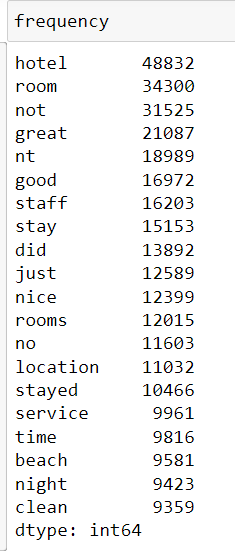 frequency
hotel 48832
room 34300
not 31525
great 21087
nt 18989
good 16972
staff 16203
stay 15153
did 13892
just 12589
nice 12399
rooms 12015
no 11603
location 11032
stayed 10466
service 9961
time 9816
beach 9581
night 9423
clean 9359
dtype: int64